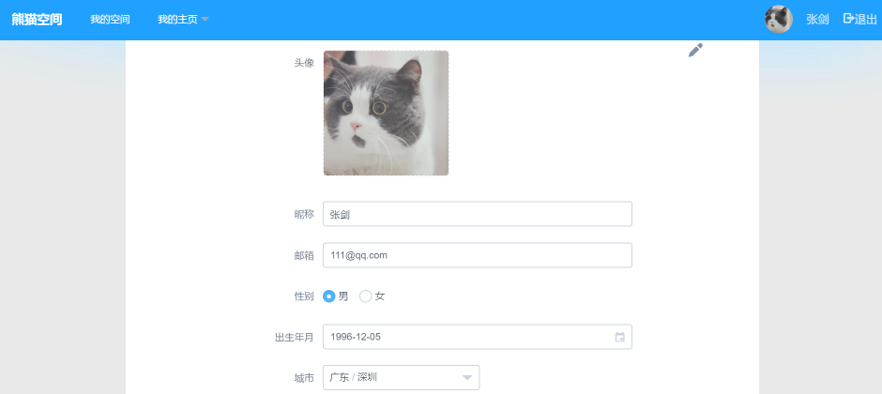 熊猫空间 我的空间 我的主页 张剑 退出
头像
昵称 张剑
邮箱 111@qq.com
性别 男 女
出生年月 1996-12-05
城市 广东 / 深圳